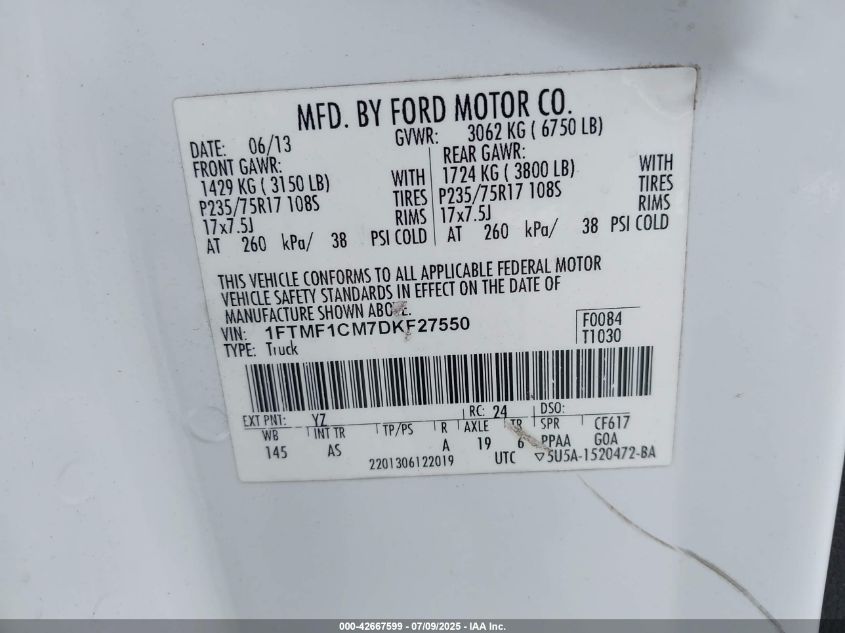 MFD. BY FORD MOTOR CO.
DATE: 06/13 GVWR: 3062 KG ( 6750 LB)
FRONT GAWR: REAR GAWR:
1429 KG ( 3150 LB) WITH 1724 KG ( 3800 LB) WITH
P235/75R17 108S TIRES P235/75R17 108S TIRES
17x7.5J RIMS 17x7.5J RIMS
AT 260 kPa/ 38 PSI COLD AT 260 kPa/ 38 PSI COLD
THIS VEHICLE CONFORMS TO ALL APPLICABLE FEDERAL MOTOR
VEHICLE SAFETY STANDARDS IN EFFECT ON THE DATE OF
MANUFACTURE SHOWN ABOVE.
VIN: 1FTMF1CM7DKF27550 F0084
TYPE: Truck T1030
EXT PNT: YZ RC: 24 DSO:
WB INT TR TP/PS R AXLE TR SPR CF617
145 AS A 19 6 PPAA GOA
2201306122019 UTC ▽5U5A-1520472-BA
000-42667599 - 07/09/2025 - IAA Inc.